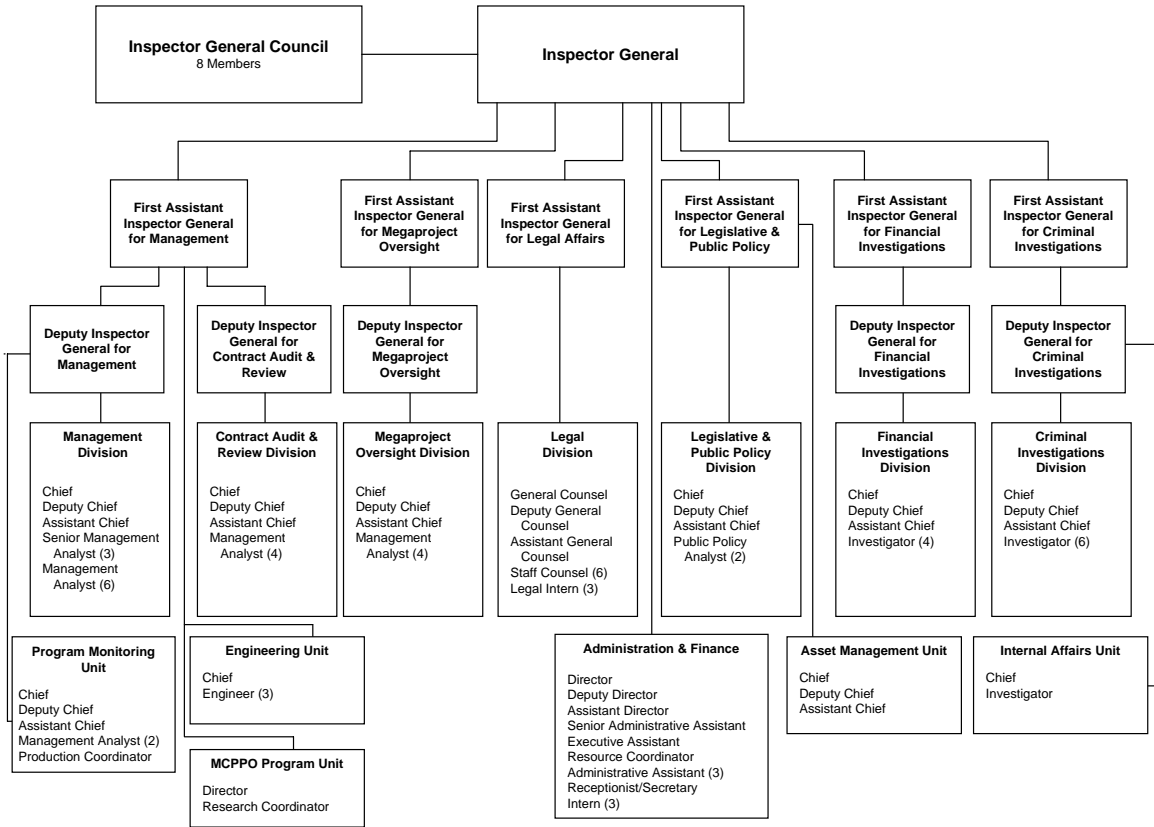 Inspector General Council
8 Members
Inspector General
First Assistant
Inspector General
for Management
First Assistant
Inspector General
for Megaproject
Oversight
First Assistant
Inspector General
for Legal Affairs
First Assistant
Inspector General
for Legislative &
Public Policy
First Assistant
Inspector General
for Financial
Investigations
First Assistant
Inspector General
for Criminal
Investigations
Deputy Inspector
General for
Management
Deputy Inspector
General for
Contract Audit &
Review
Deputy Inspector
General for
Megaproject
Oversight
Deputy Inspector
General for
Financial
Investigations
Deputy Inspector
General for
Criminal
Investigations
Management
Division
Chief
Deputy Chief
Assistant Chief
Senior Management
Analyst (3)
Management
Analyst (6)
Contract Audit &
Review Division
Chief
Deputy Chief
Assistant Chief
Management
Analyst (4)
Megaproject
Oversight Division
Chief
Deputy Chief
Assistant Chief
Management
Analyst (4)
Legal
Division
General Counsel
Deputy General
Counsel
Assistant General
Counsel
Staff Counsel (6)
Legal Intern (3)
Legislative &
Public Policy
Division
Chief
Deputy Chief
Assistant Chief
Public Policy
Analyst (2)
Financial
Investigations
Division
Chief
Deputy Chief
Assistant Chief
Investigator (4)
Criminal
Investigations
Division
Chief
Deputy Chief
Assistant Chief
Investigator (6)
Program Monitoring
Unit
Chief
Deputy Chief
Assistant Chief
Management Analyst (2)
Production Coordinator
Engineering Unit
Chief
Engineer (3)
MCPPO Program Unit
Director
Research Coordinator
Administration & Finance
Director
Deputy Director
Assistant Director
Senior Administrative Assistant
Executive Assistant
Resource Coordinator
Administrative Assistant (3)
Receptionist/Secretary
Intern (3)
Asset Management Unit
Chief
Deputy Chief
Assistant Chief
Internal Affairs Unit
Chief
Investigator